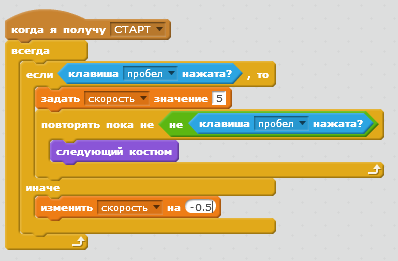 когда я получу СТАРТ
всегда
если клавиша пробел нажата? , то
задать скорость значение 5
повторять пока не не клавиша пробел нажата?
следующий костюм
иначе
изменить скорость на -0.5